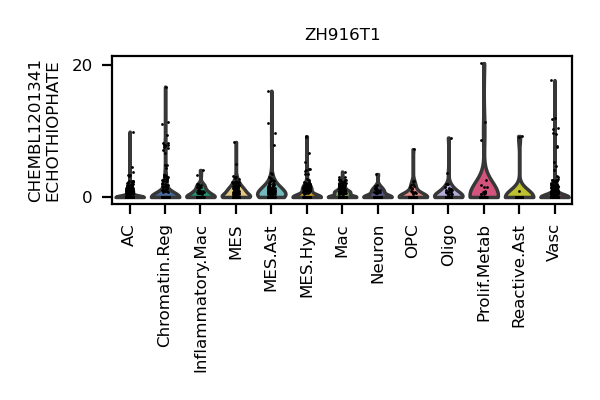 ZH916T1
CHEMBL1201341
ECHOTHIOPHATE
20
0
AC
Chromatin.Reg
Inflammatory.Mac
MES
MES.Ast
MES.Hyp
Mac
Neuron
OPC
Oligo
Prolif.Metab
Reactive.Ast
Vasc